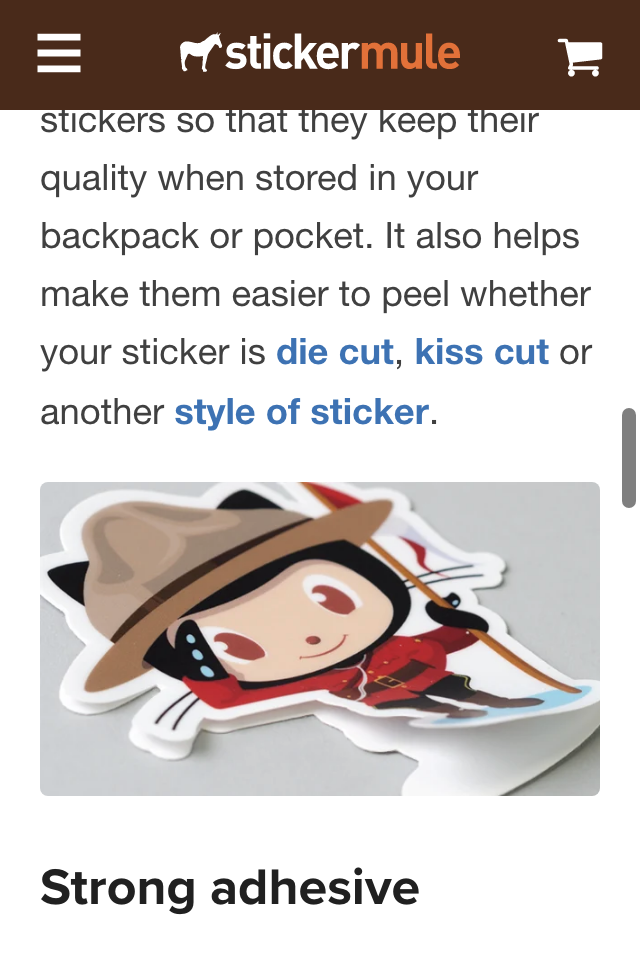 stickermule
stickers so that they keep their
quality when stored in your
backpack or pocket. It also helps
make them easier to peel whether
your sticker is die cut, kiss cut or
another style of sticker.
Strong adhesive